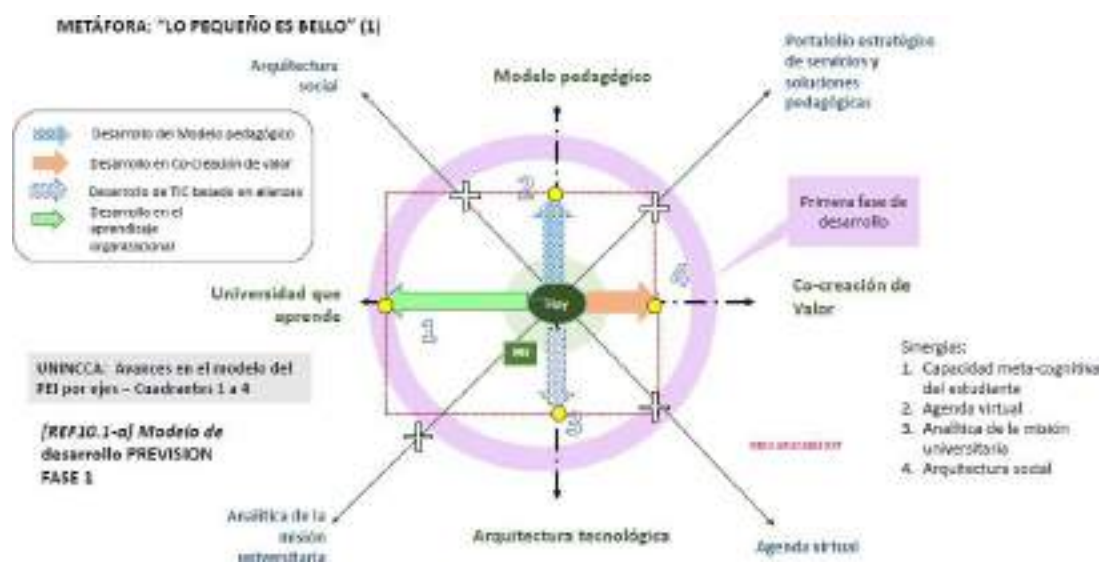 METÁFORA: "LO PEQUEÑO ES BELLO" (1)
Arquitectura
social
Modelo pedagógico
Portafolio estratégico
de servicios y
soluciones
pedagógicas
Desarrollo del Modelo pedagógico
Desarrollo en Co-creación de valor
Desarrollo de TIC basado en alianzas
Desarrollo en el
aprendizaje
organizacional
2
Primera fase de
desarrollo
Universidad que
aprende
Hoy
Co-creación de
Valor
1
UNINCCA: Avances en el modelo del
PEI por ejes – Cuadrantes 1 a 4
[REF10.1-a] Modelo de
desarrollo PREVISION
FASE 1
3
Sinergias:
1. Capacidad meta-cognitiva
del estudiante
2. Agenda virtual
3. Analítica de la misión
universitaria
4. Arquitectura social
Analítica de la
misión
universitaria
Arquitectura tecnológica
Agenda virtual